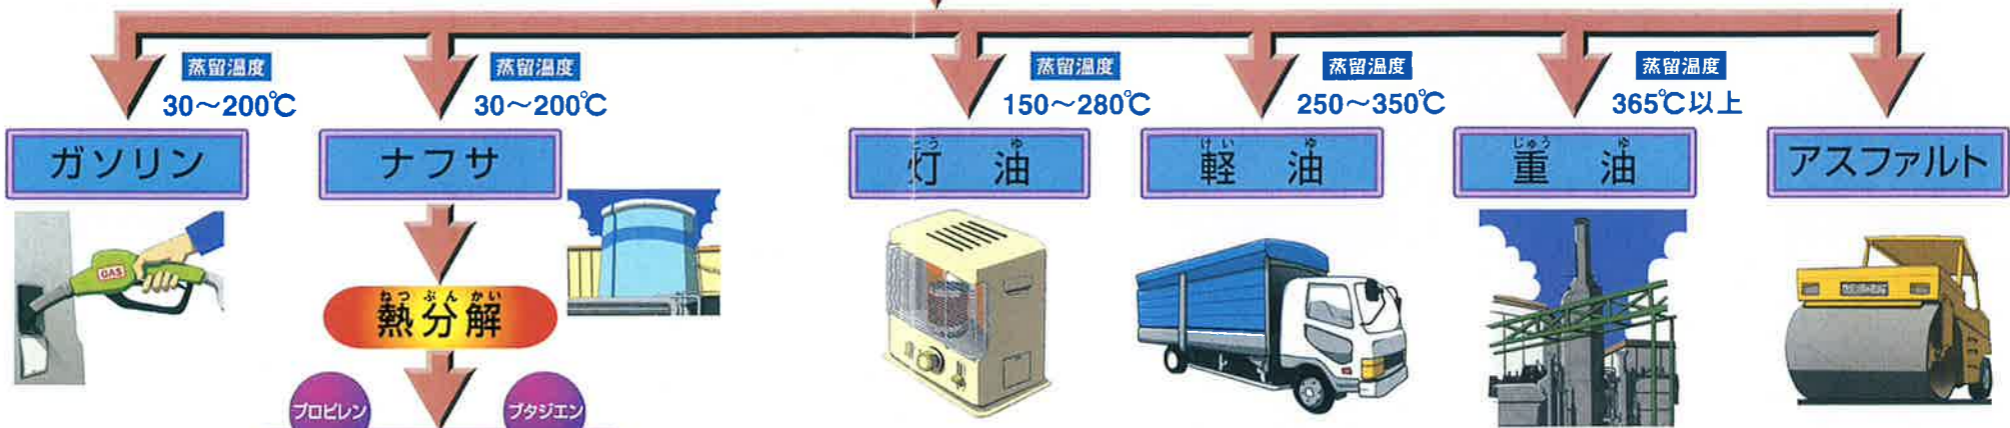 蒸留温度
30〜200℃
蒸留温度
30〜200℃
蒸留温度
150〜280℃
蒸留温度
250〜350℃
蒸留温度
365℃以上
ガソリン
ナフサ
とう ゆ
灯油
けい ゆ
軽油
じゅう ゆ
重油
アスファルト
GAS
ねつ ぶん かい
熱分解
プロピレン
ブタジエン